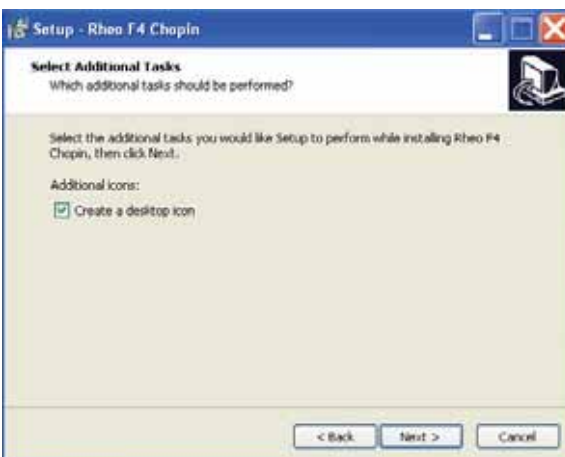 Setup - Rheo F4 Chopin
Select Additional Tasks
Which additional tasks should be performed?
Select the additional tasks you would like Setup to perform while installing Rheo F4
Chopin, then click Next.
Additional icons:
Create a desktop icon
< Back
Next >
Cancel